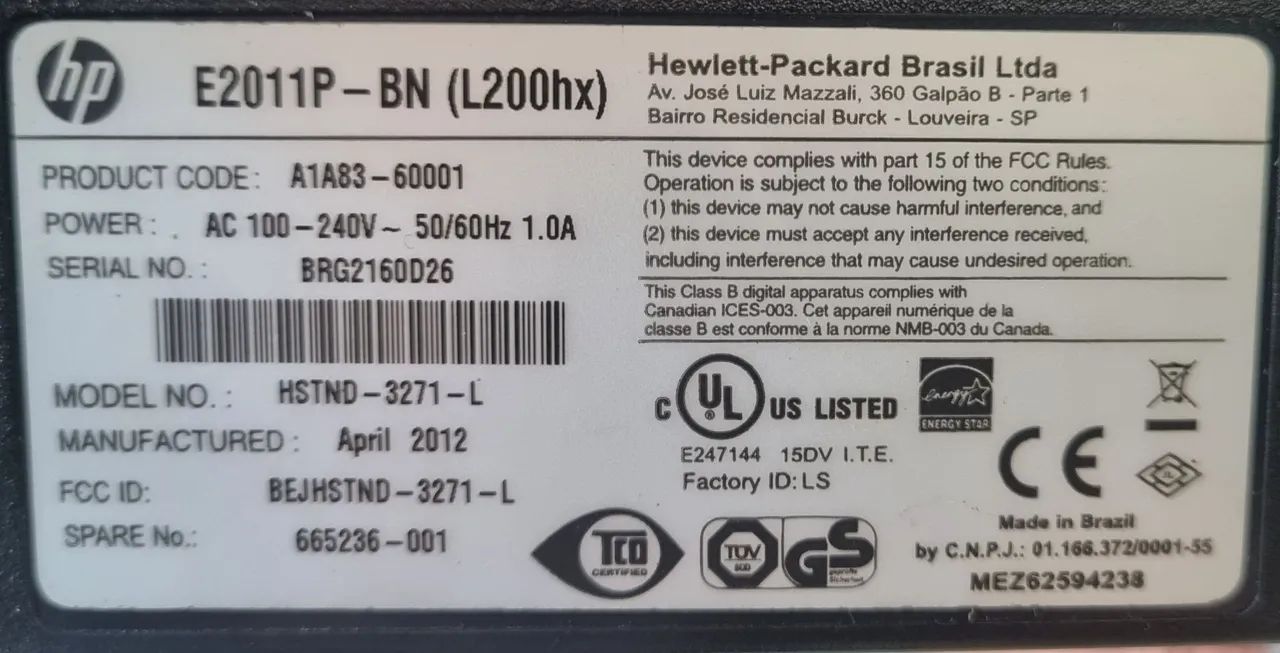 hp
E2011P-BN (L200hx)
Hewlett-Packard Brasil Ltda
Av. José Luiz Mazzali, 360 Galpão B - Parte 1
Bairro Residencial Burck - Louveira - SP
PRODUCT CODE: A1A83-60001
POWER: . AC 100-240V~ 50/60Hz 1.0A
SERIAL NO. : BRG2160D26
MODEL NO. : HSTND-3271-L
MANUFACTURED : April 2012
FCC ID: BEJHSTND-3271-L
SPARE No.: 665236-001
This device complies with part 15 of the FCC Rules.
Operation is subject to the following two conditions:
(1) this device may not cause harmful interference, and
(2) this device must accept any interference received,
including interference that may cause undesired operation.
This Class B digital apparatus complies with
Canadian ICES-003. Cet appareil numérique de la
classe B est conforme à la norme NMB-003 du Canada.
C UL US LISTED
energy
ENERGY STAR
E247144 15DV I.T.E.
Factory ID: LS
CE
TCO
CERTIFIED
TÜV
SÜD
GS
geprüfte
Sicherheit
Made in Brazil
by C.N.P.J.: 01.166.372/0001-55
MEZ62594238